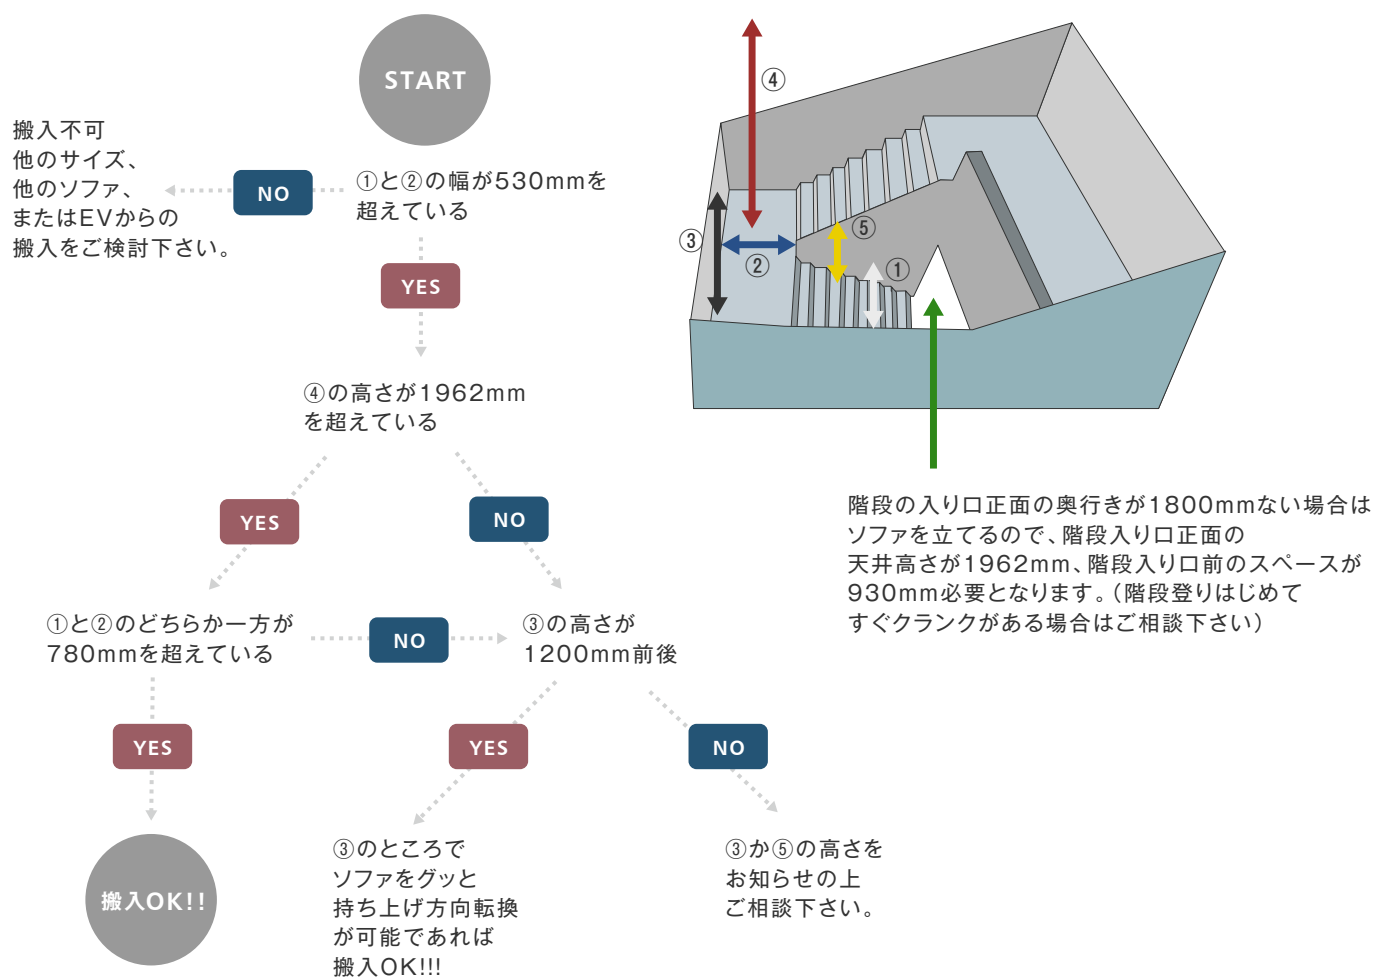 START
搬入不可
他のサイズ、
他のソファ、
またはEVからの
搬入をご検討下さい。
NO
①と②の幅が530mmを
超えている
YES
④の高さが1962mm
を超えている
YES
NO
①と②のどちらか一方が
780mmを超えている
NO
③の高さが
1200mm前後
YES
YES
NO
搬入OK!!
③のところで
ソファをグッと
持ち上げ方向転換
が可能であれば
搬入OK!!!
③か⑤の高さを
お知らせの上
ご相談下さい。
④
③
②
⑤
①
階段の入り口正面の奥行きが1800mmない場合は
ソファを立てるので、階段入り口正面の
天井高さが1962mm、階段入り口前のスペースが
930mm必要となります。（階段登りはじめて
すぐクランクがある場合はご相談下さい）